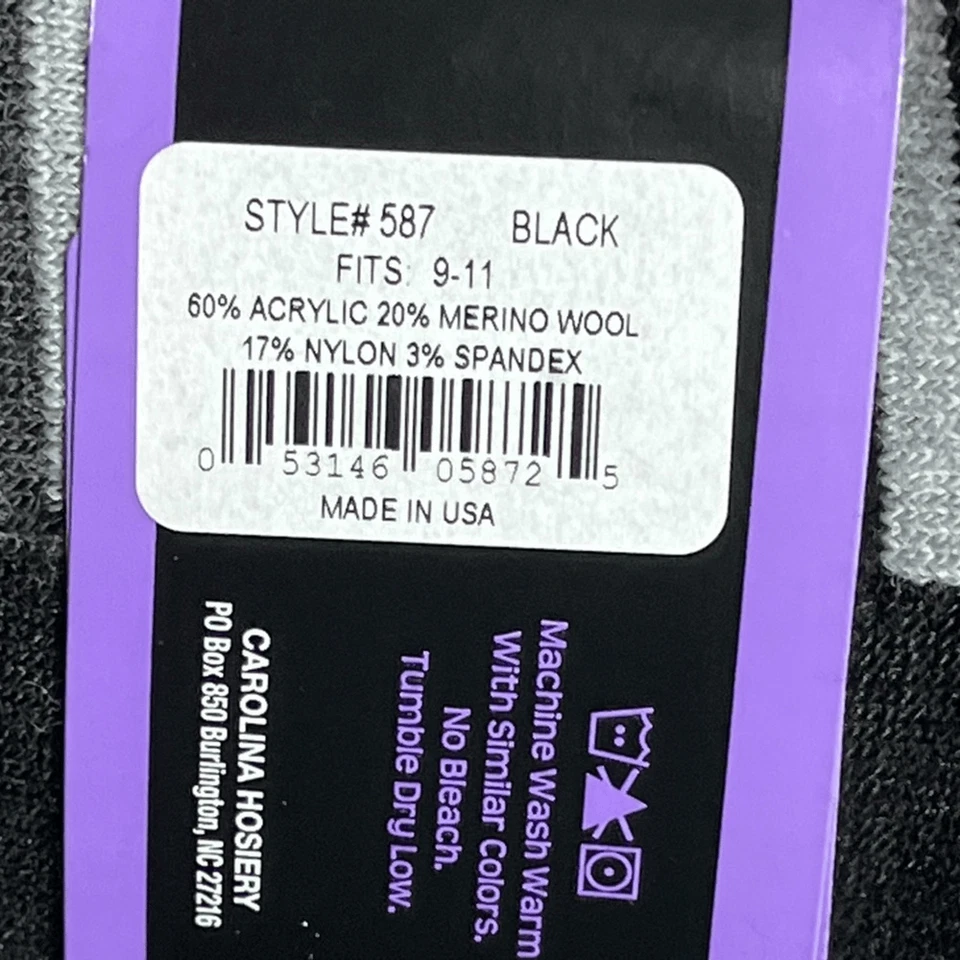 STYLE# 587 BLACK
FITS: 9-11
60% ACRYLIC 20% MERINO WOOL
17% NYLON 3% SPANDEX
0 53146 05872 5
MADE IN USA
Machine Wash Warm
With Similar Colors.
No Bleach.
Tumble Dry Low.
CAROLINA HOSIERY
PO Box 850 Burlington, NC 27216